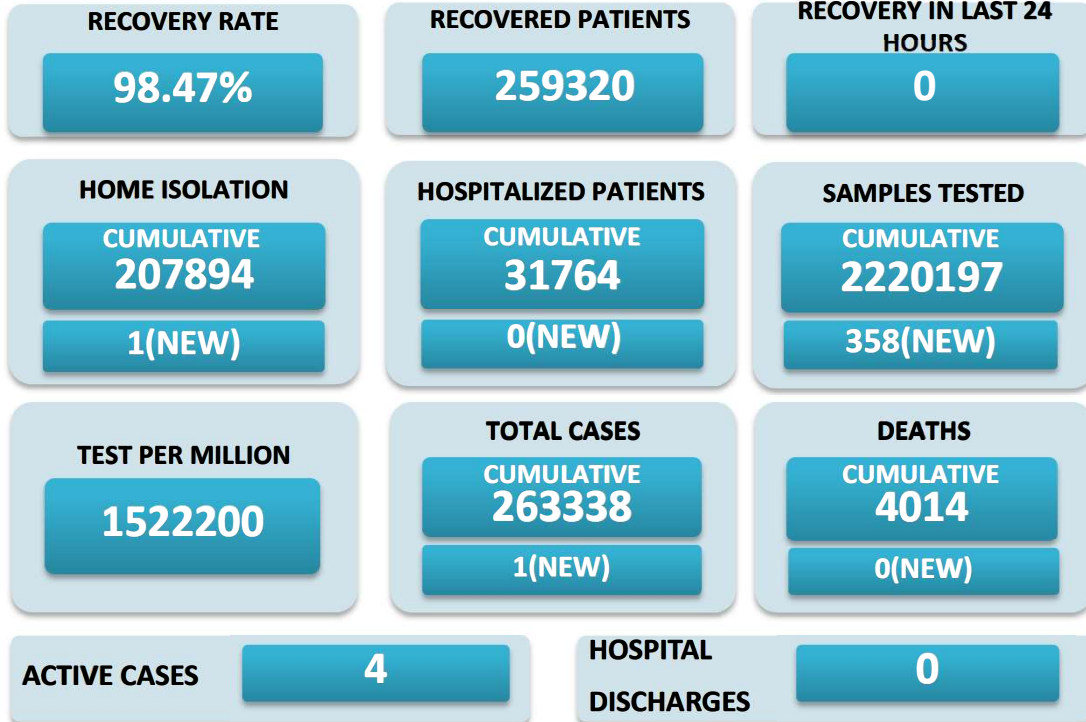 RECOVERY RATE
98.47%
RECOVERED PATIENTS
259320
RECOVERY IN LAST 24
HOURS
0
HOME ISOLATION
CUMULATIVE
207894
1(NEW)
HOSPITALIZED PATIENTS
CUMULATIVE
31764
0(NEW)
SAMPLES TESTED
CUMULATIVE
2220197
358(NEW)
TEST PER MILLION
1522200
TOTAL CASES
CUMULATIVE
263338
1(NEW)
DEATHS
CUMULATIVE
4014
0(NEW)
ACTIVE CASES
4
HOSPITAL
DISCHARGES
0